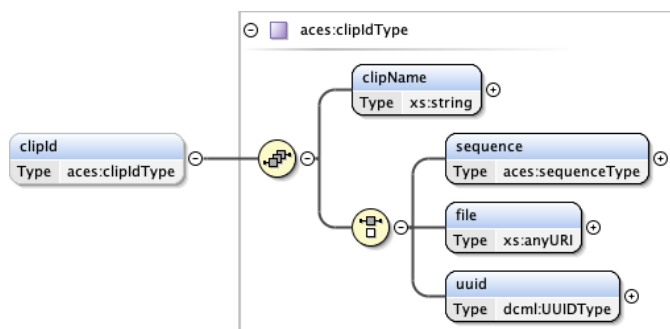 aces:clipIdType
clipName
Type xs:string
clipId
Type aces:clipIdType
sequence
Type aces:sequenceType
file
Type xs:anyURI
uuid
Type dcml:UUIDType